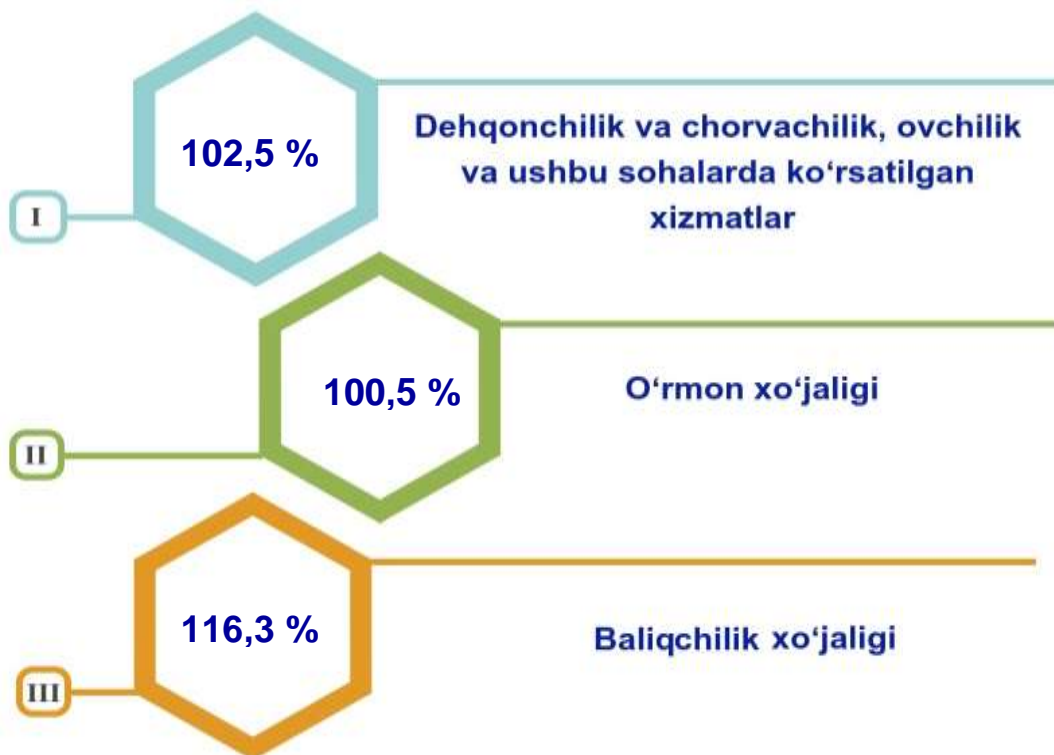 102,5 %
Dehqonchilik va chorvachilik, ovchilik
va ushbu sohalarda ko‘rsatilgan
xizmatlar
I
100,5 %
O‘rmon xo‘jaligi
II
116,3 %
Baliqchilik xo‘jaligi
III